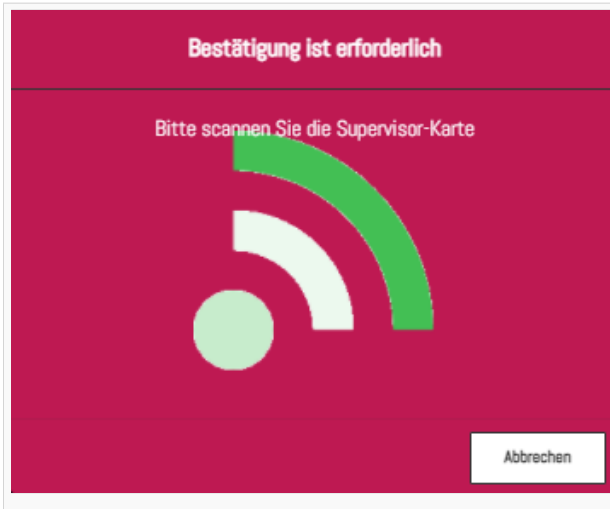 Bestätigung ist erforderlich
Bitte scannen Sie die Supervisor-Karte
Abbrechen